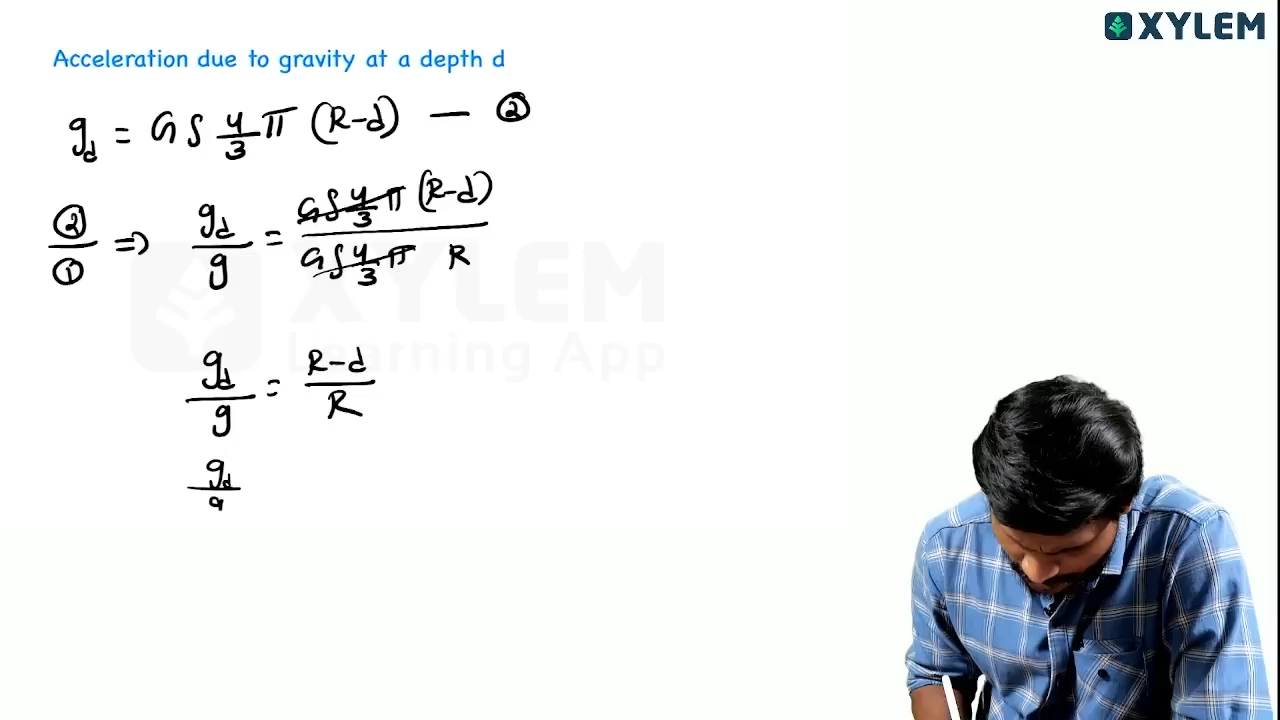 XYLEM
Acceleration due to gravity at a depth d
g_d = Gρ 4/3 π (R-d) — ②
②/① ⇒ g_d/g = Gρ 4/3 π (R-d) / Gρ 4/3 π R
XYLEM
Learning App
g_d/g = R-d/R
g_d/g